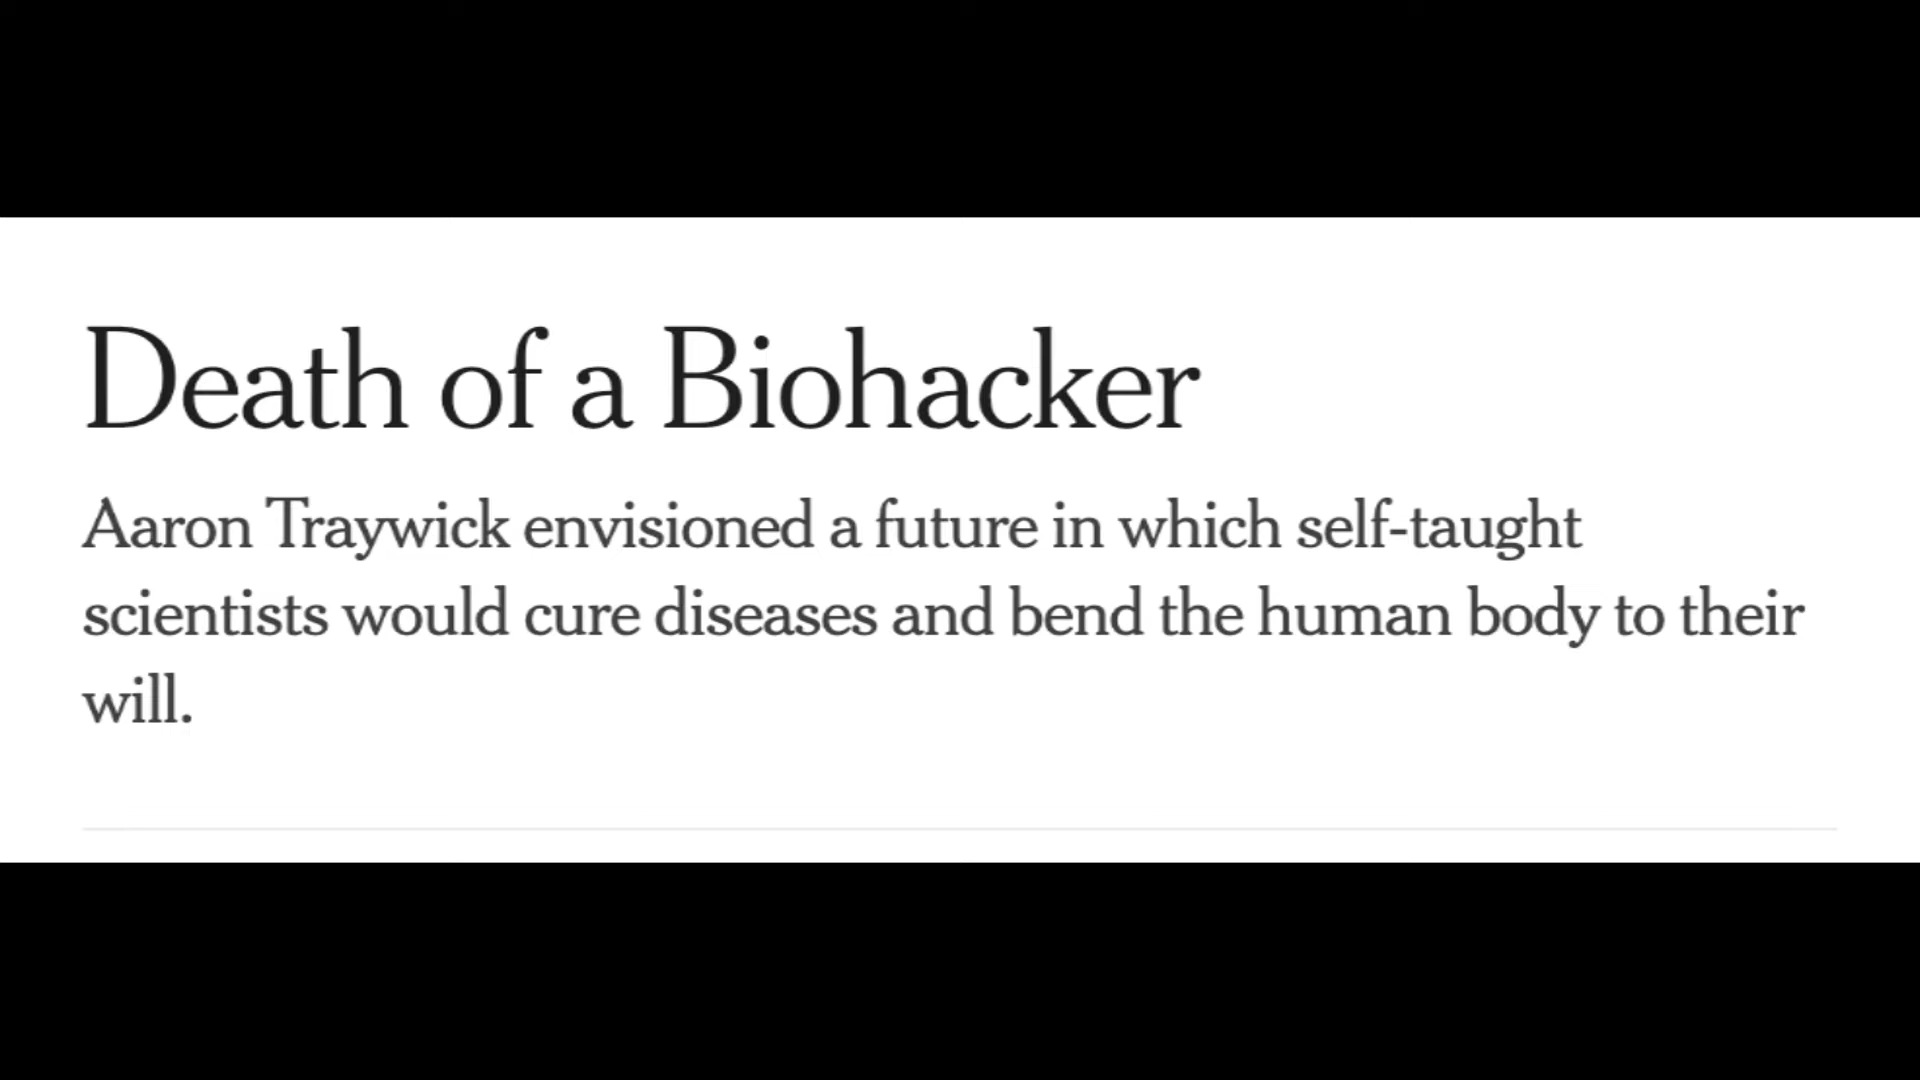 Death of a Biohacker
Aaron Traywick envisioned a future in which self-taught
scientists would cure diseases and bend the human body to their
will.